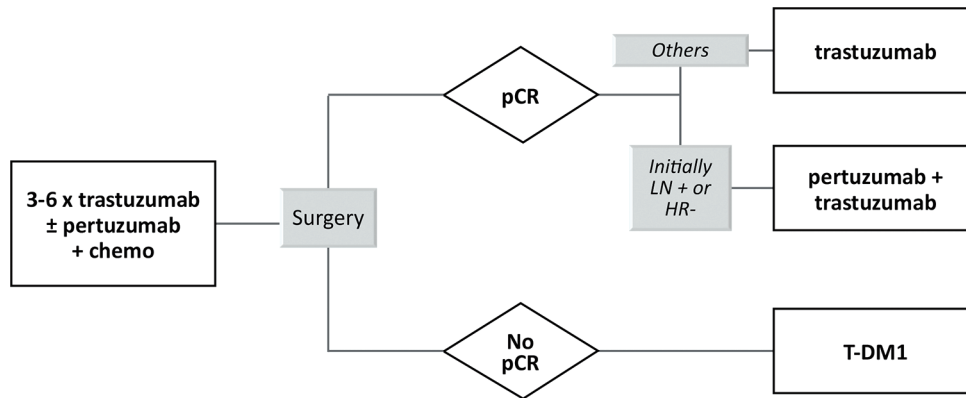 3-6 x trastuzumab
± pertuzumab
+ chemo
Surgery
pCR
Others
trastuzumab
Initially
LN + or
HR-
pertuzumab +
trastuzumab
No
pCR
T-DM1